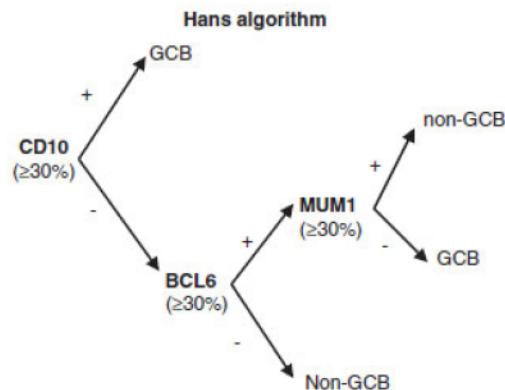 Hans algorithm
GCB
+
non-GCB
CD10
(≥30%)
+
MUM1
(≥30%)
-
+
-
GCB
BCL6
(≥30%)
-
Non-GCB